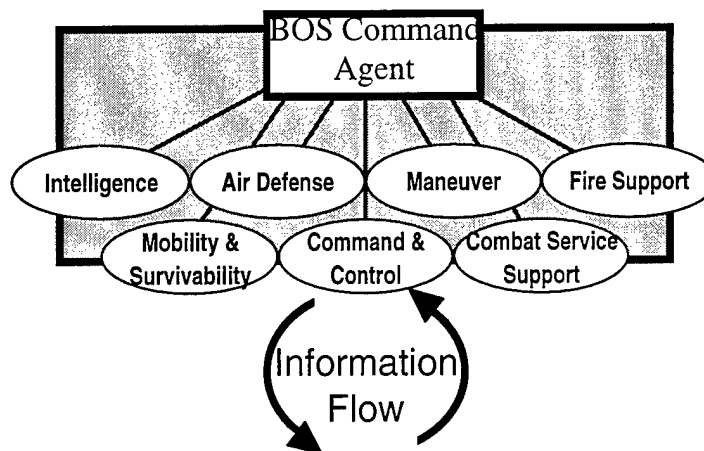 BOS Command
Agent
Intelligence
Air Defense
Maneuver
Fire Support
Mobility &
Survivability
Command &
Control
Combat Service
Support
Information
Flow